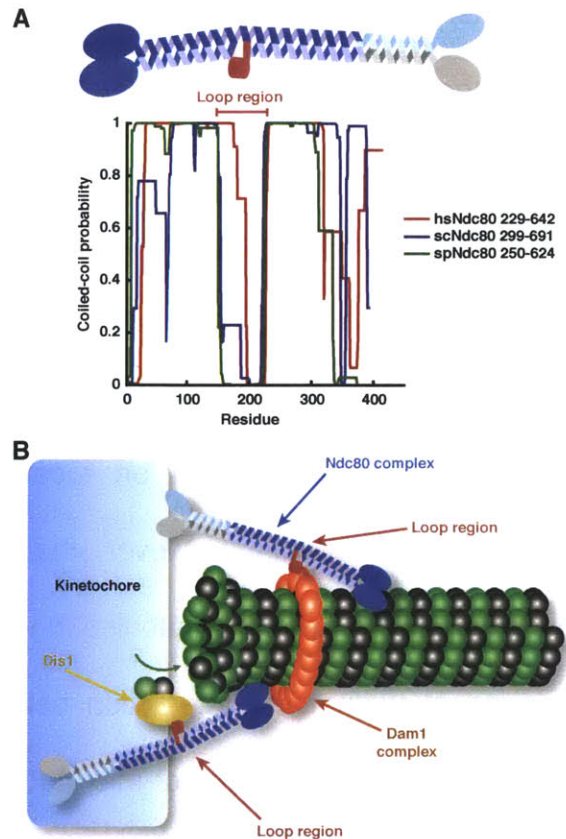 A
Loop region
1
0.8
0.6
0.4
0.2
0
Coiled-coil probability
0 100 200 300 400
Residue
hsNdc80 229-642
scNdc80 299-691
spNdc80 250-624
B
Ndc80 complex
Loop region
Kinetochore
Dis1
Dam1
complex
Loop region